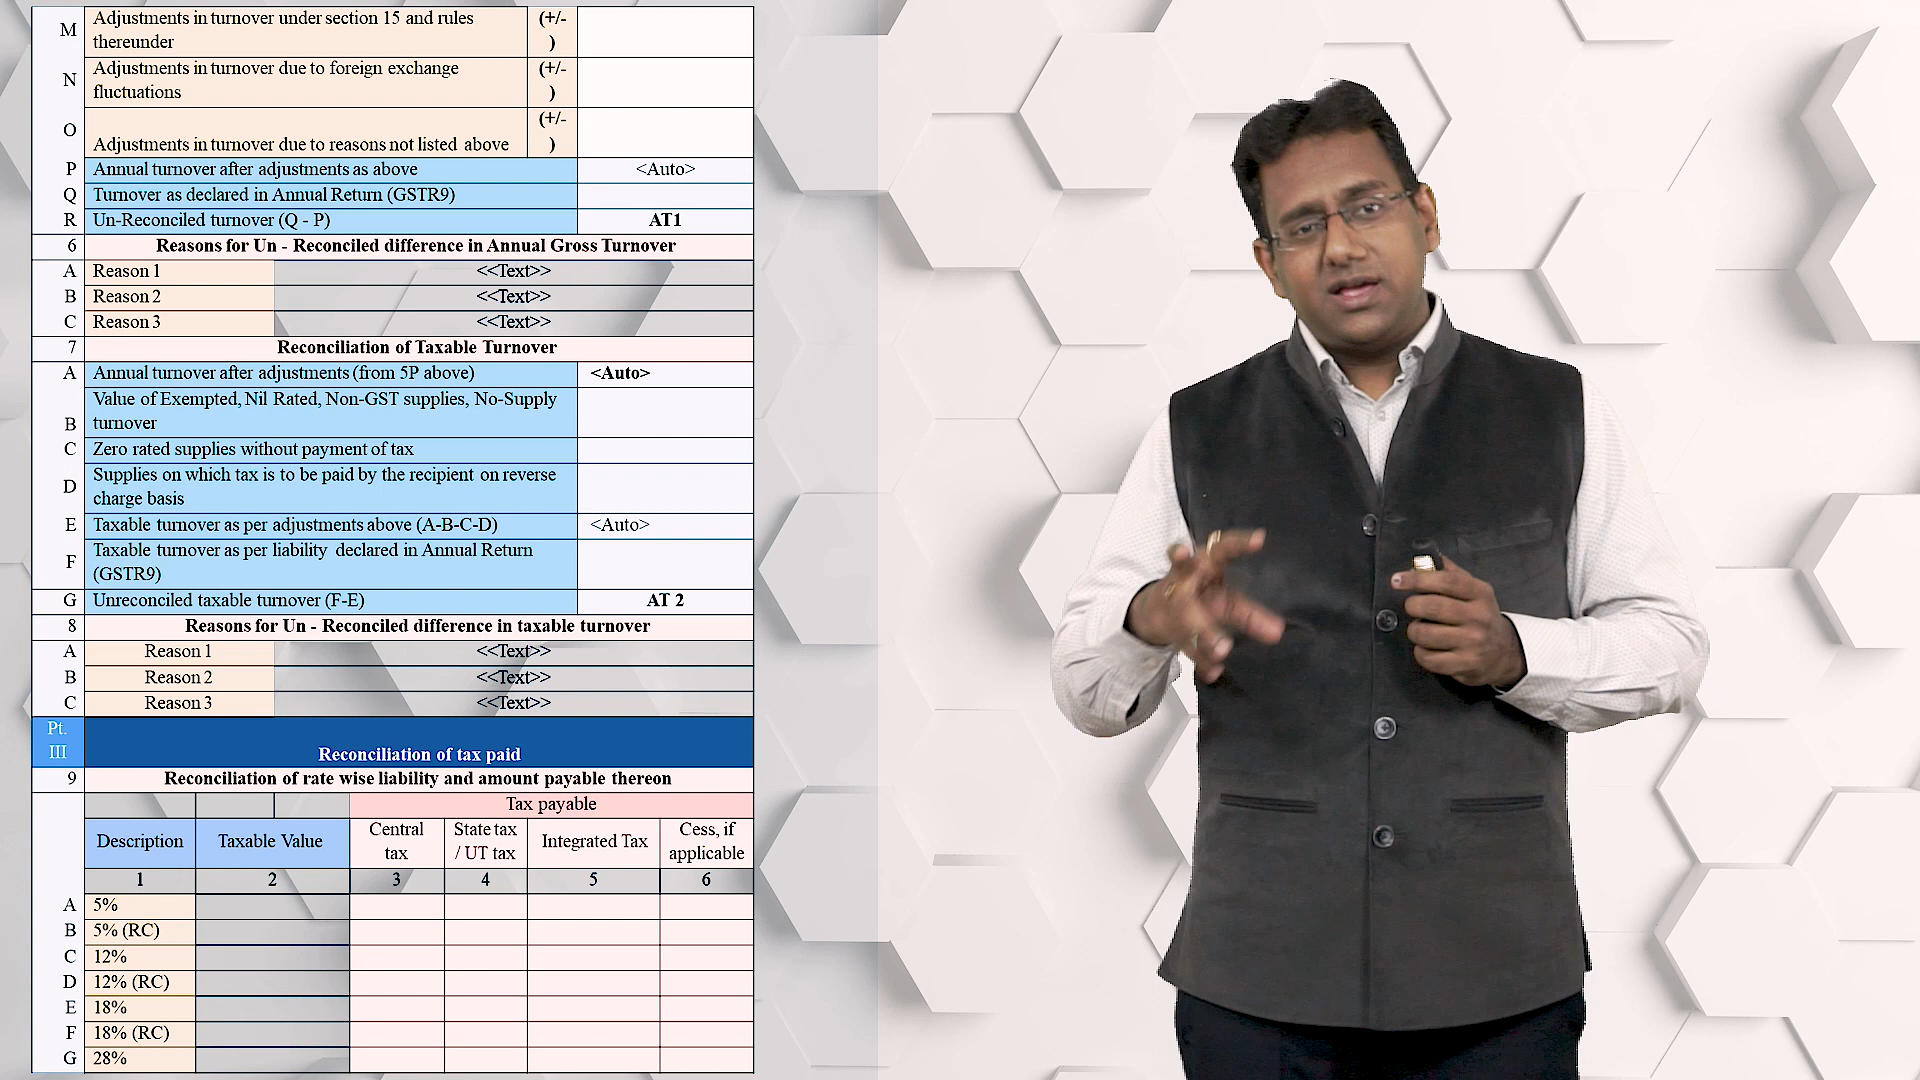 M
Adjustments in turnover under section 15 and rules
thereunder
(+/-
)
N
Adjustments in turnover due to foreign exchange
fluctuations
(+/-
)
O
Adjustments in turnover due to reasons not listed above
(+/-
)
P Annual turnover after adjustments as above <Auto>
Q Turnover as declared in Annual Return (GSTR9)
R Un-Reconciled turnover (Q - P) AT1
6 Reasons for Un - Reconciled difference in Annual Gross Turnover
A Reason 1 <<Text>>
B Reason 2 <<Text>>
C Reason 3 <<Text>>
7 Reconciliation of Taxable Turnover
A Annual turnover after adjustments (from 5P above) <Auto>
B
Value of Exempted, Nil Rated, Non-GST supplies, No-Supply
turnover
C Zero rated supplies without payment of tax
D
Supplies on which tax is to be paid by the recipient on reverse
charge basis
E Taxable turnover as per adjustments above (A-B-C-D) <Auto>
F
Taxable turnover as per liability declared in Annual Return
(GSTR9)
G Unreconciled taxable turnover (F-E) AT 2
8 Reasons for Un - Reconciled difference in taxable turnover
A Reason 1 <<Text>>
B Reason 2 <<Text>>
C Reason 3 <<Text>>
Pt.
III
Reconciliation of tax paid
9 Reconciliation of rate wise liability and amount payable thereon
Tax payable
Description
Taxable Value
Central
tax
State tax
/ UT tax
Integrated Tax
Cess, if
applicable
1 2 3 4 5 6
A 5%
B 5% (RC)
C 12%
D 12% (RC)
E 18%
F 18% (RC)
G 28%